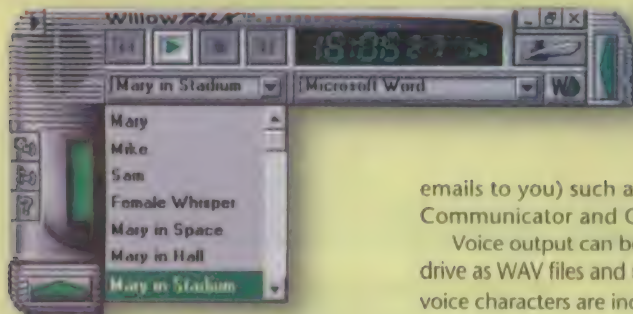 WillowTALK
Mary in Stadium
Microsoft Word
Mary
Mike
Sam
Female Whisper
Mary in Space
Mary in Hall
Mary in Stadium
?
emails to you) such a
Communicator and
Voice output can be
drive as WAV files and
voice characters are inc